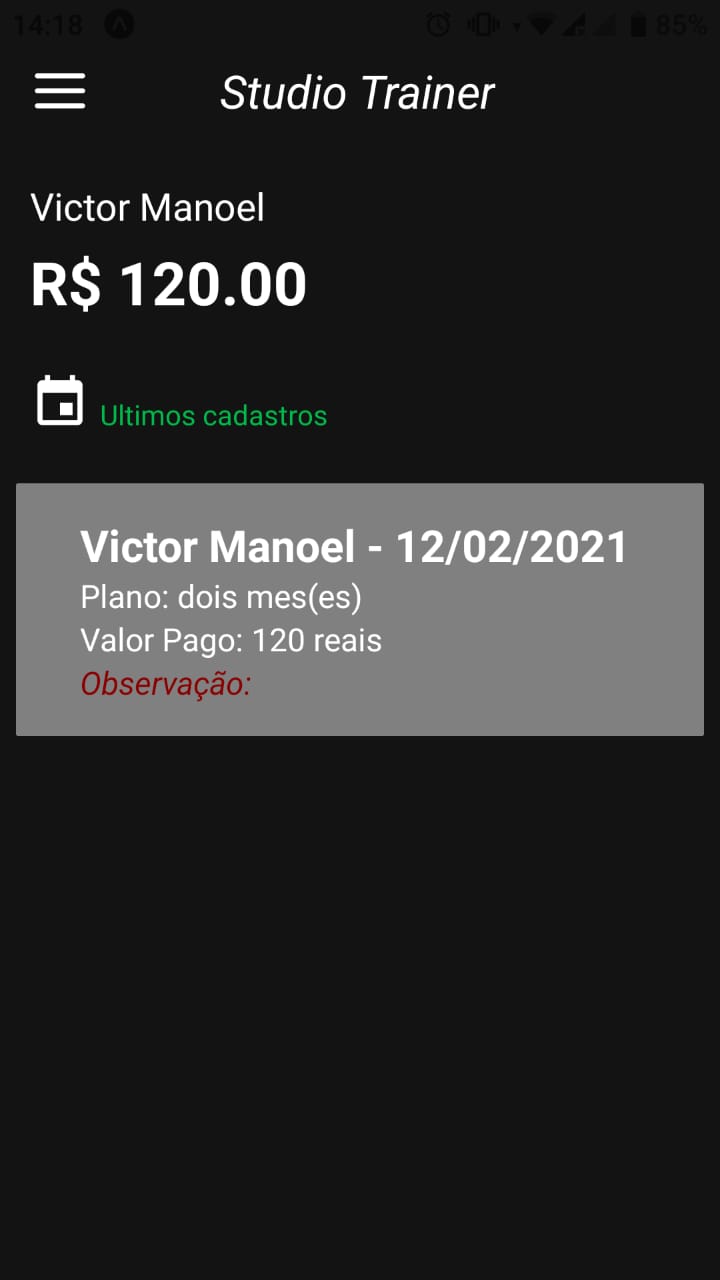 14:18
85%
Studio Trainer
Victor Manoel
R$ 120.00
Ultimos cadastros
Victor Manoel - 12/02/2021
Plano: dois mes(es)
Valor Pago: 120 reais
Observação: